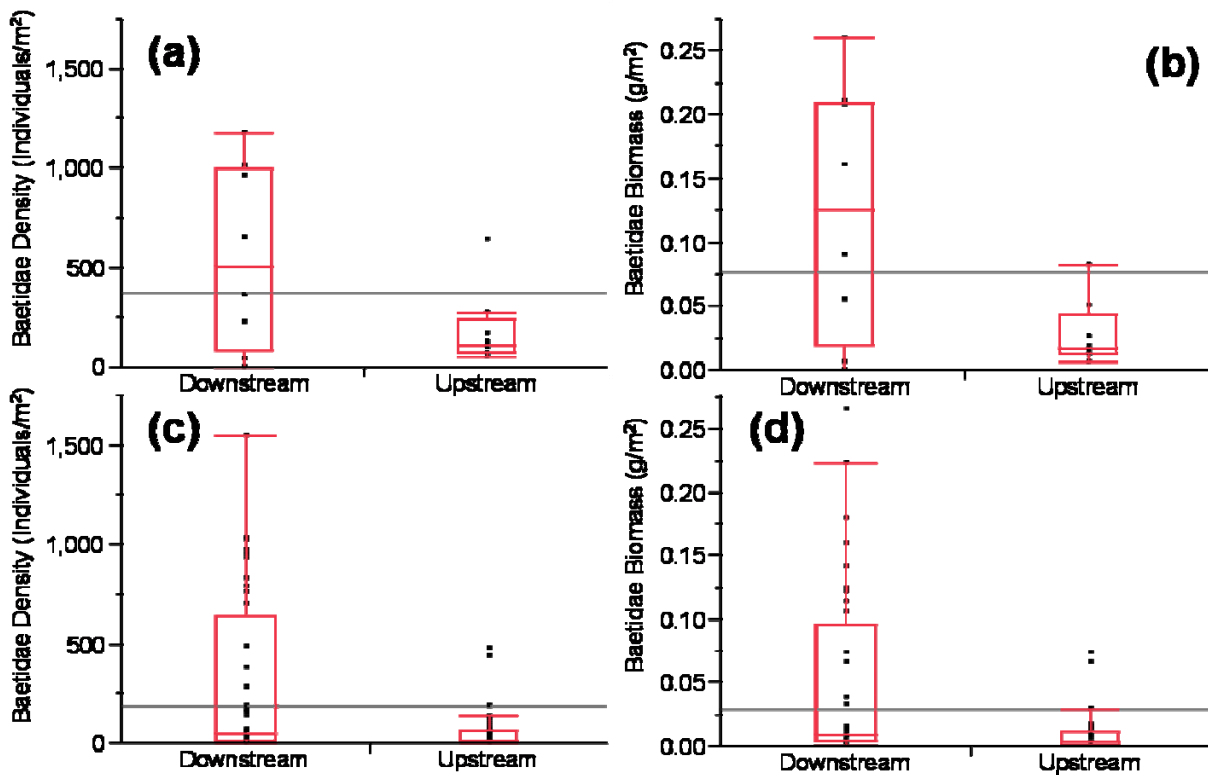 (a)
Baetidae Density (Individuals/m²)
1,500
1,000
500
0
Downstream Upstream
(b)
Baetidae Biomass (g/m²)
0.25
0.20
0.15
0.10
0.05
0.00
Downstream Upstream
(c)
Baetidae Density (Individuals/m²)
1,500
1,000
500
0
Downstream Upstream
(d)
Baetidae Biomass (g/m²)
0.25
0.20
0.15
0.10
0.05
0.00
Downstream Upstream